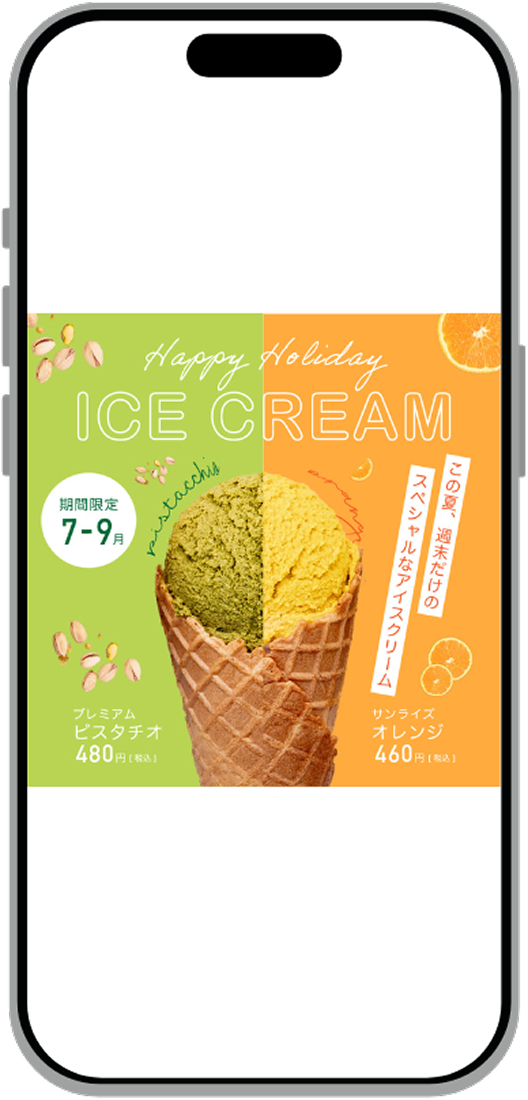 Happy Holiday
ICE CREAM
pistacchio
orange
期間限定
7-9月
この夏、週末だけの
スペシャルなアイスクリーム
プレミアム
ピスタチオ
480円[税込]
サンライズ
オレンジ
460円[税込]